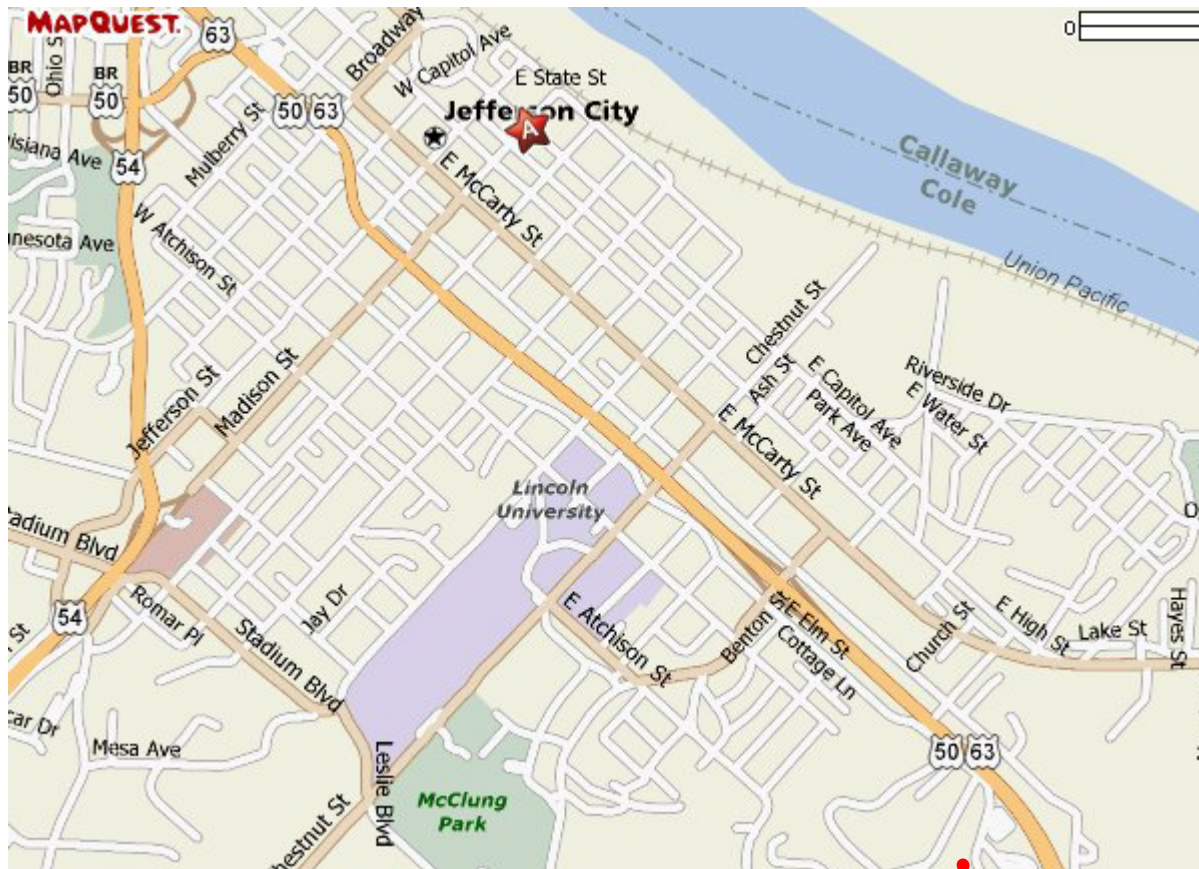 MAPQUEST.
0
63
Broadway
W Capitol Ave
E State St
BR
50
Ohio S
BR
50
50
63
Jefferson City
A
Mulberry St
54
isiana Ave
Callaway
Cole
E McCarty St
W Atchison St
nnesota Ave
Union Pacific
Chestnut St
Ash St
E Capitol Ave
Park Ave
Riverside Dr
E Water St
Jefferson St
Madison St
E McCarty St
Lincoln
University
O
tadium Blvd
54
St
Romar Pl
Stadium Blvd
Jay Dr
E Atchison St
Benton St
E Elm St
Cottage Ln
Church St
E High St
Lake St
Hayes St
car Dr
Mesa Ave
Leslie Blvd
50
63
McClung
Park
hestnut St